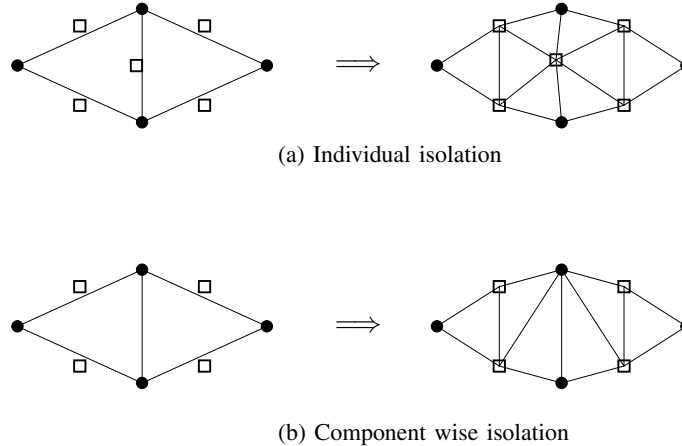 ⟹
(a) Individual isolation
⟹
(b) Component wise isolation